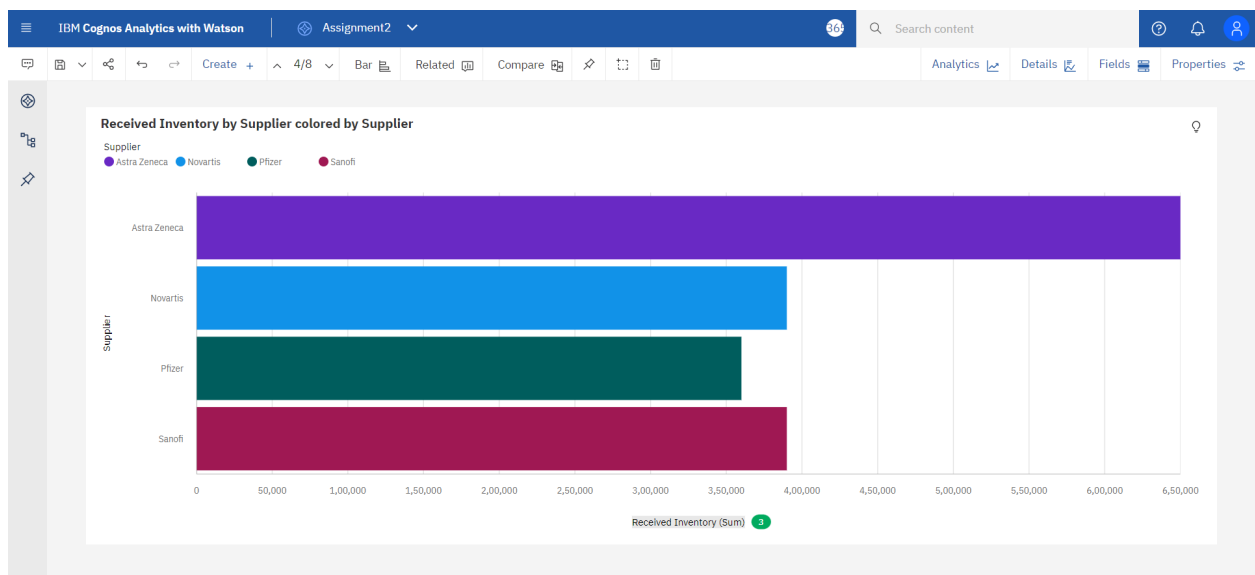 IBM Cognos Analytics with Watson
Assignment2
Search content
Create + 4/8 Bar Related Compare
Analytics Details Fields Properties
Received Inventory by Supplier colored by Supplier
Supplier
Astra Zeneca Novartis Pfizer Sanofi
Supplier
Astra Zeneca
Novartis
Pfizer
Sanofi
0 50,000 1,00,000 1,50,000 2,00,000 2,50,000 3,00,000 3,50,000 4,00,000 4,50,000 5,00,000 5,50,000 6,00,000 6,50,000
Received Inventory (Sum) 3